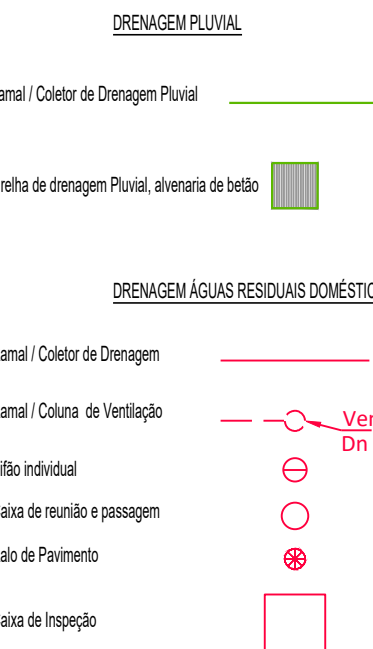 DRENAGEM PLUVIAL
amal / Coletor de Drenagem Pluvial
relha de drenagem Pluvial, alvenaria de betão
DRENAGEM ÁGUAS RESIDUAIS DOMÉSTIC
amal / Coletor de Drenagem
amal / Coluna de Ventilação
Ver
Dn
ifão individual
aixa de reunião e passagem
alo de Pavimento
aixa de Inspeção